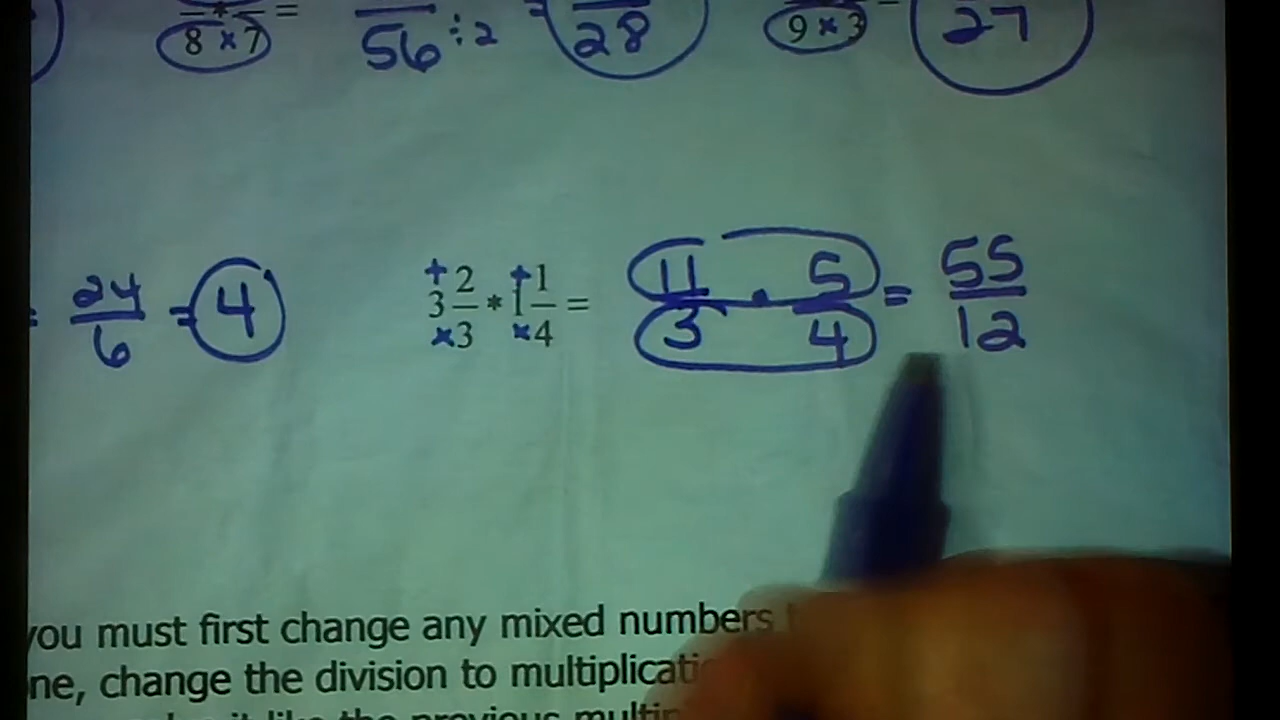 8 x 7 = 56 ÷ 2 = 28 9 x 3 = 27
= 24/6 = 4 3 2/3 * 1 1/4 = 11/3 · 5/4 = 55/12
+ + x x
you must first change any mixed numbers
ne, change the division to multiplicati